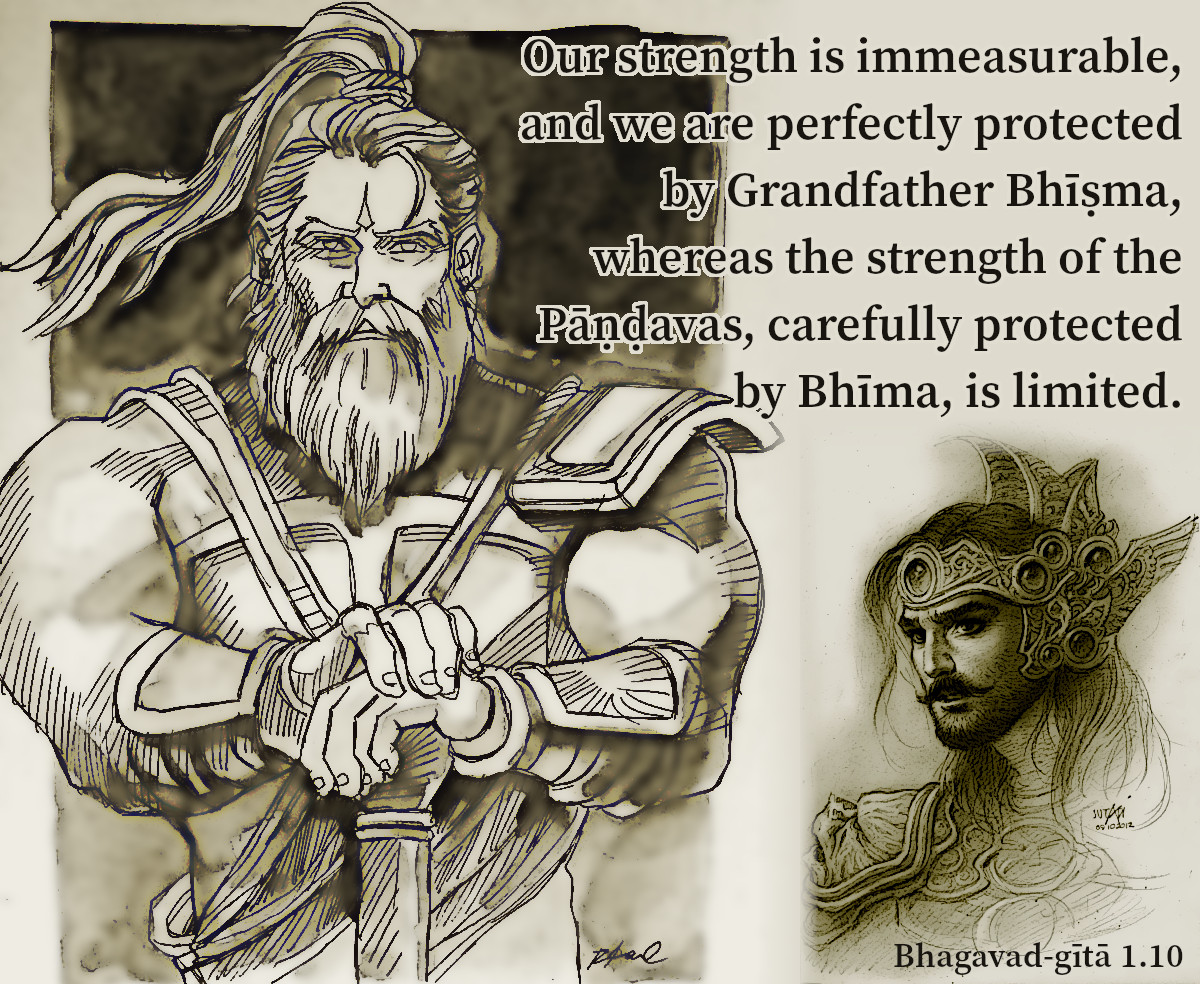 Our strength is immeasurable,
and we are perfectly protected
by Grandfather Bhīṣma,
whereas the strength of the
Pāṇḍavas, carefully protected
by Bhīma, is limited.
Bhagavad-gītā 1.10